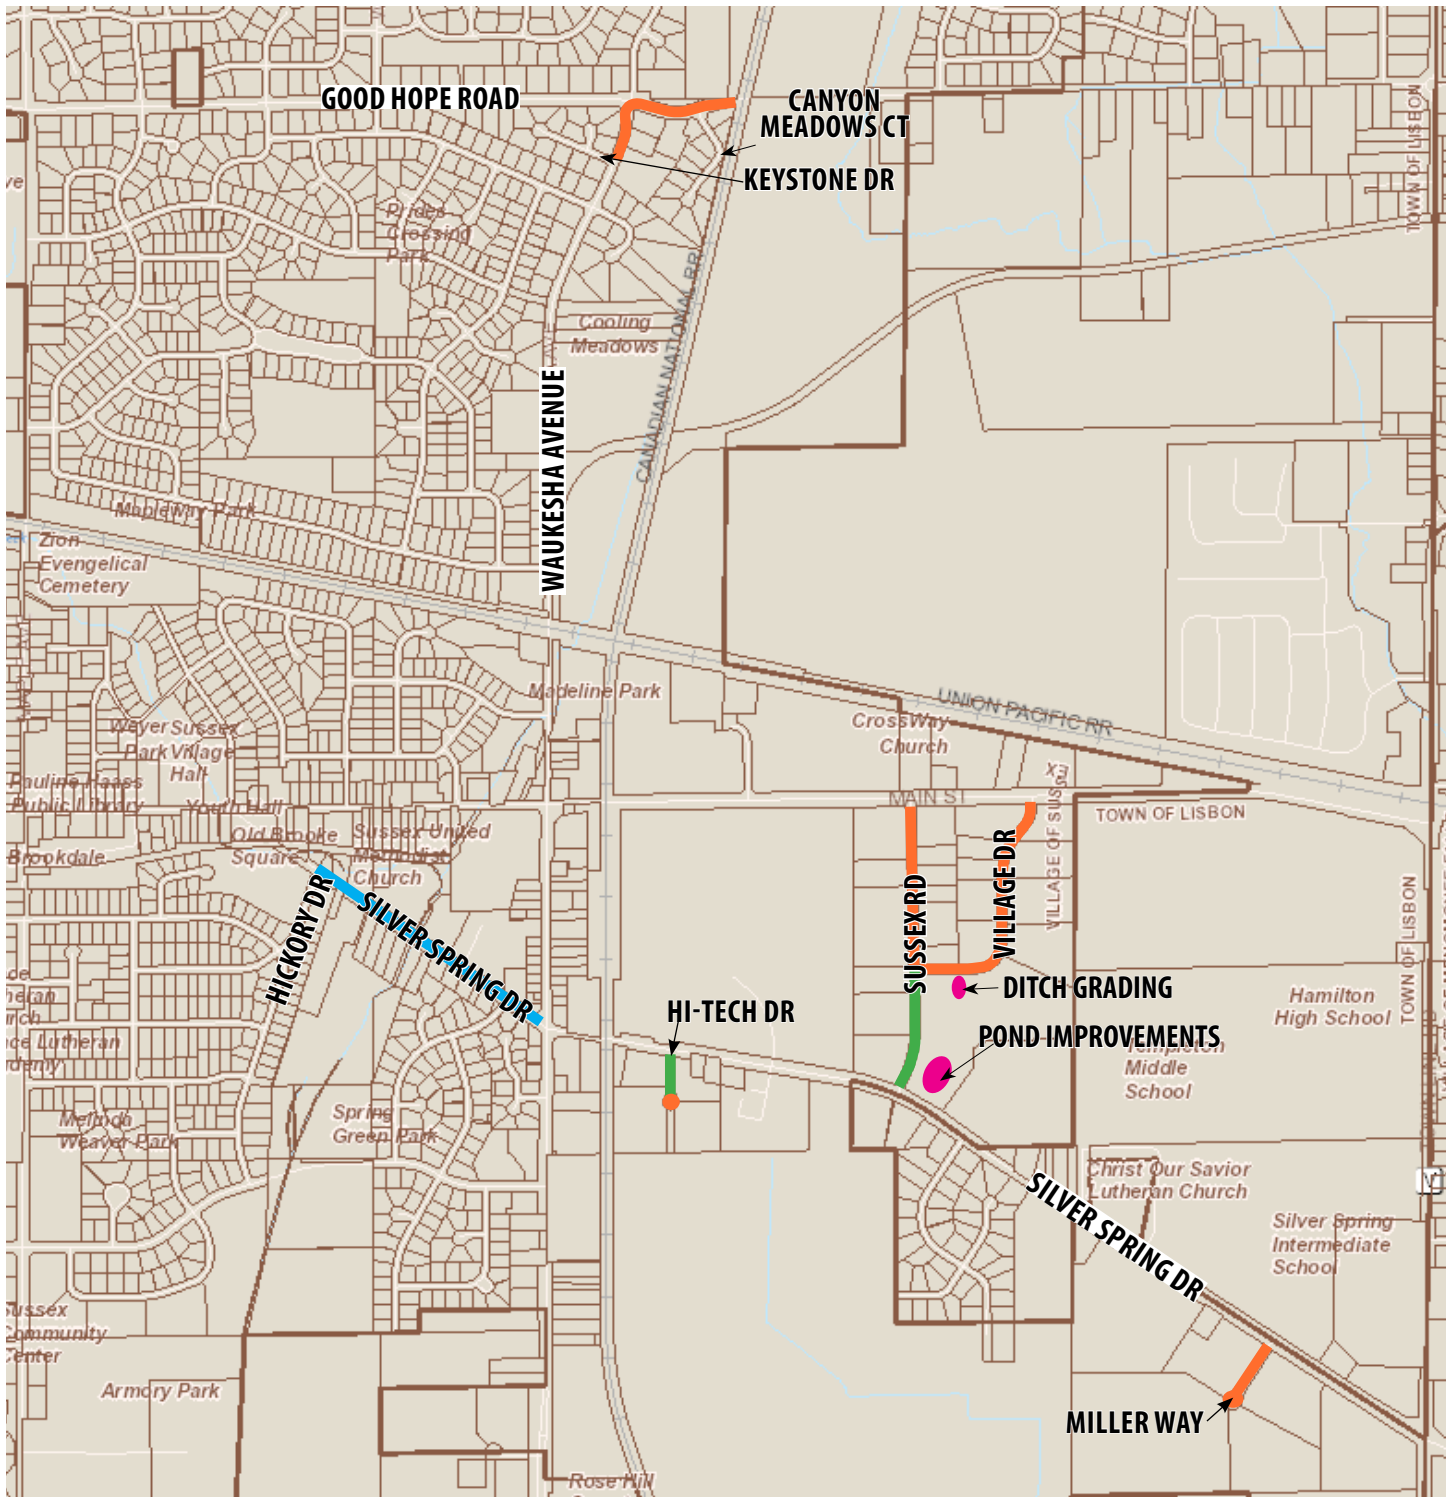 GOOD HOPE ROAD
CANYON
MEADOWS CT
KEYSTONE DR
TOWN OF LISBON
Prides
Crossing
Park
CANADIAN NATIONAL RR
Cooling
Meadows
WAUKESHA AVENUE
Mapleway Park
Zion
Evengelical
Cemetery
Madeline Park
UNION PACIFIC RR
CrossWay
Church
Weyer
Park
Sussex
Village
Hall
Pauline Haass
Public Library
Youth Hall
MAIN ST
VILLAGE OF SUSSEX
TOWN OF LISBON
Old Brooke
Square
Sussex United
Methodist
Church
Brookdale
HICKORY DR
SILVER SPRING DR
SUSSEX RD
VILLAGE DR
TOWN OF LISBON
DITCH GRADING
Hamilton
High School
HI-TECH DR
POND IMPROVEMENTS
Templeton
Middle
School
Melinda
Weaver Park
Spring
Green Park
SILVER SPRING DR
Christ Our Savior
Lutheran Church
Silver Spring
Intermediate
School
Sussex
Community
Center
Armory Park
MILLER WAY
Rose Hill